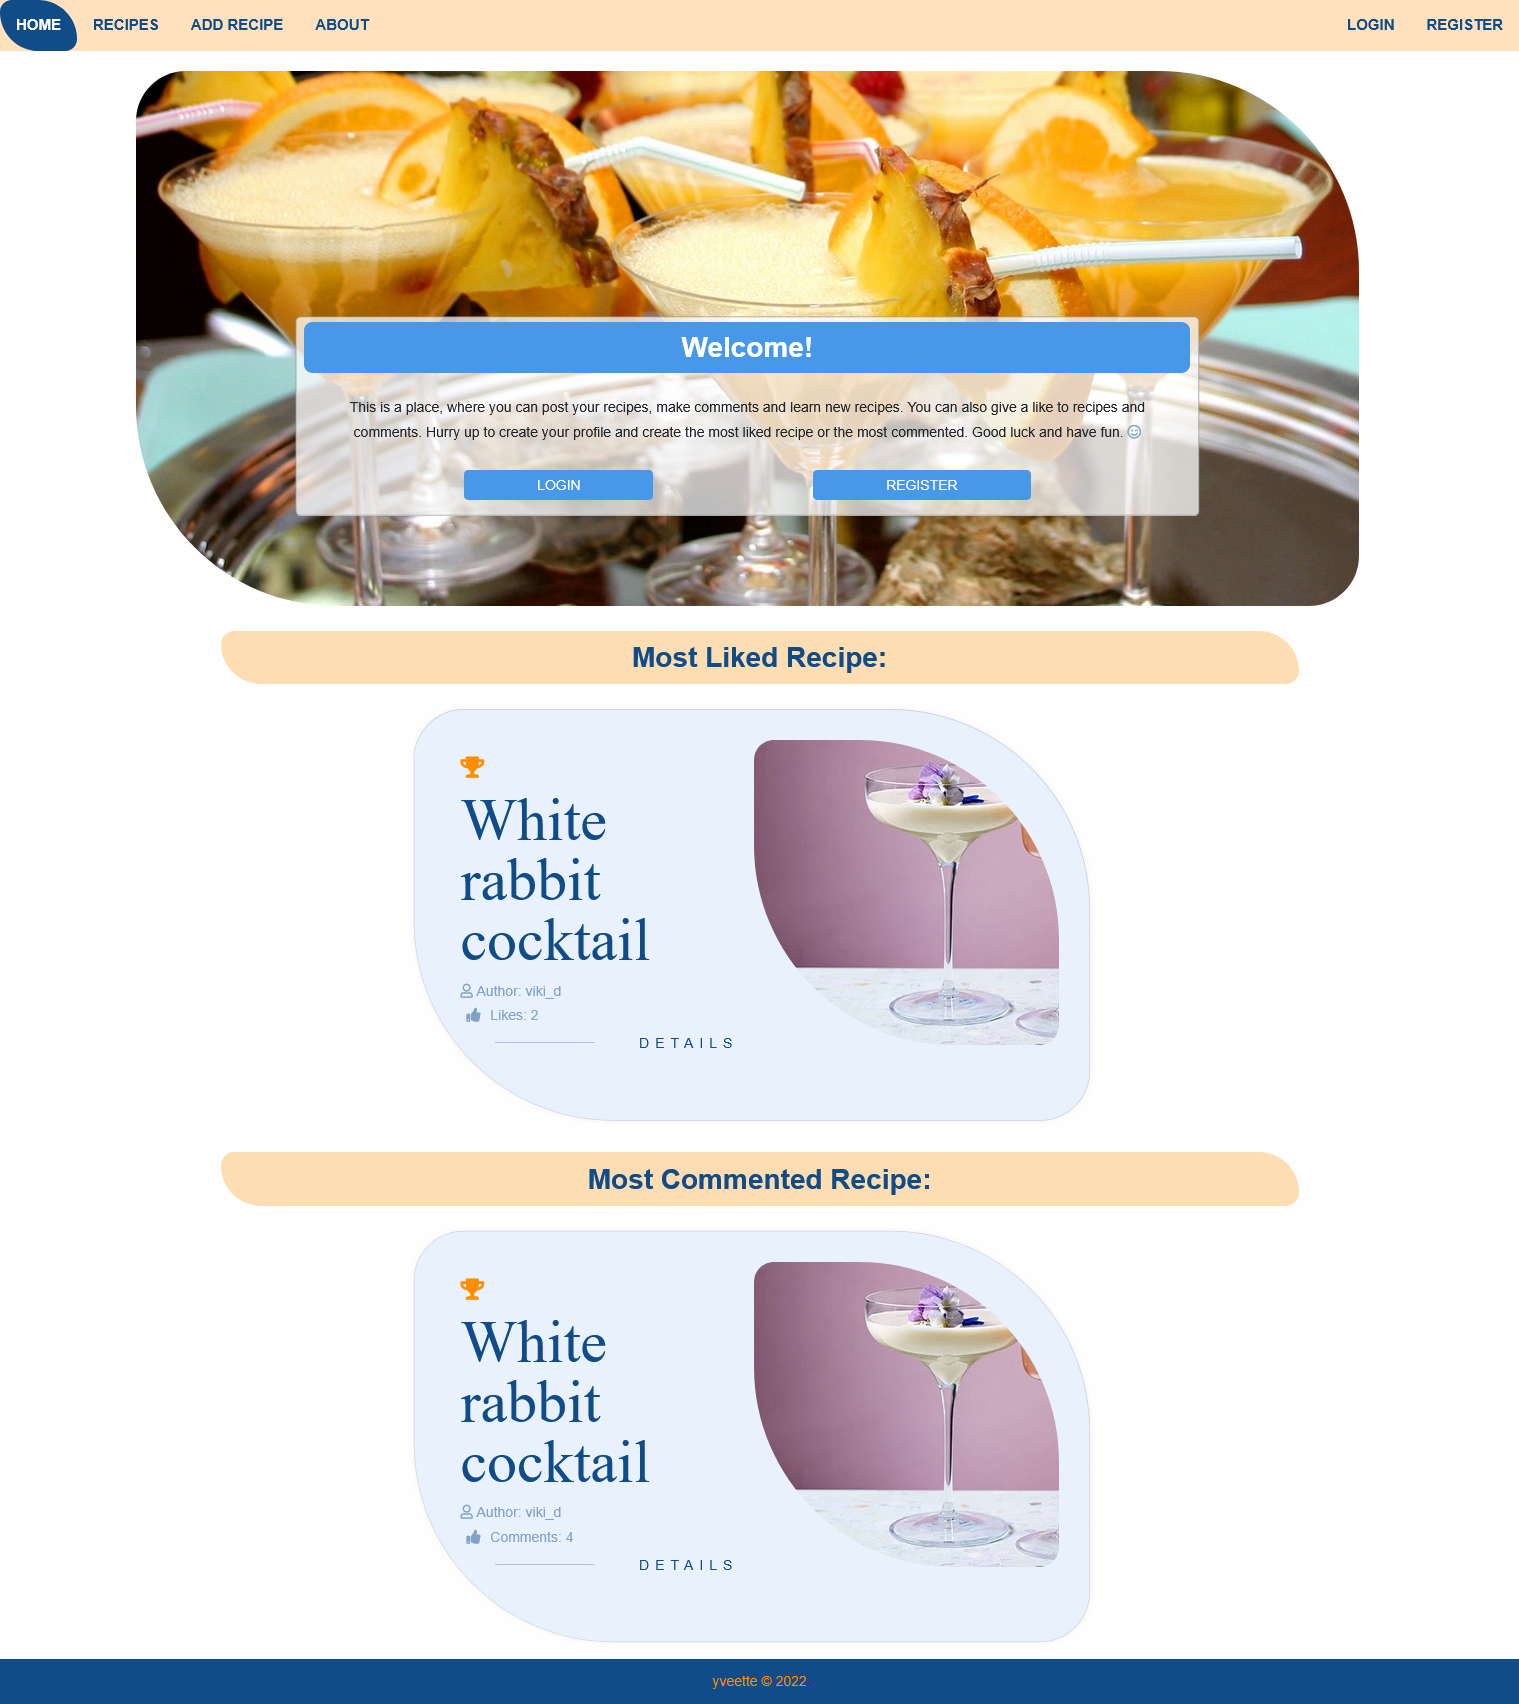 HOME RECIPES ADD RECIPE ABOUT LOGIN REGISTER
Welcome!
This is a place, where you can post your recipes, make comments and learn new recipes. You can also give a like to recipes and
comments. Hurry up to create your profile and create the most liked recipe or the most commented. Good luck and have fun.
LOGIN REGISTER
Most Liked Recipe:
White
rabbit
cocktail
Author: viki_d
Likes: 2
DETAILS
Most Commented Recipe:
White
rabbit
cocktail
Author: viki_d
Comments: 4
DETAILS
yveette © 2022